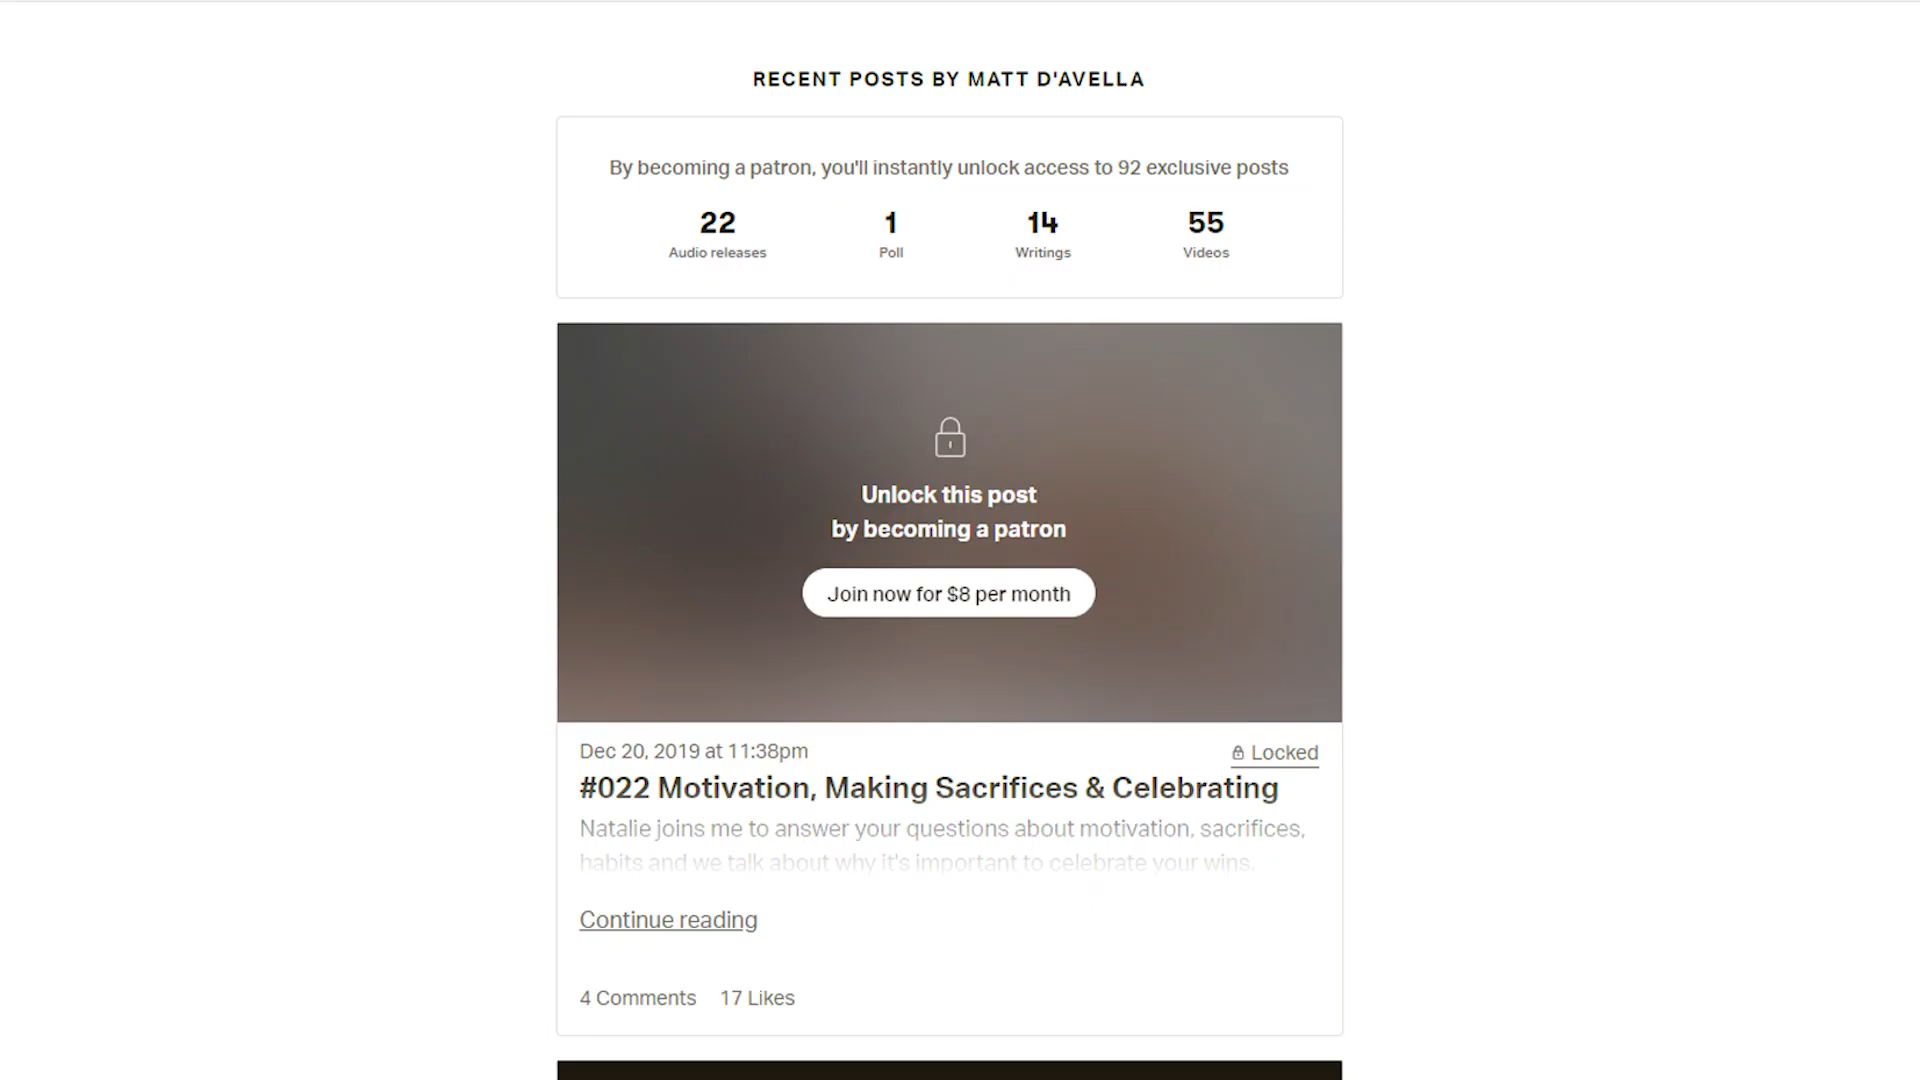 RECENT POSTS BY MATT D'AVELLA
By becoming a patron, you'll instantly unlock access to 92 exclusive posts
22 1 14 55
Audio releases Poll Writings Videos
Unlock this post
by becoming a patron
Join now for $8 per month
Dec 20, 2019 at 11:38pm Locked
#022 Motivation, Making Sacrifices & Celebrating
Natalie joins me to answer your questions about motivation, sacrifices,
habits and we talk about why it's important to celebrate your wins.
Continue reading
4 Comments 17 Likes